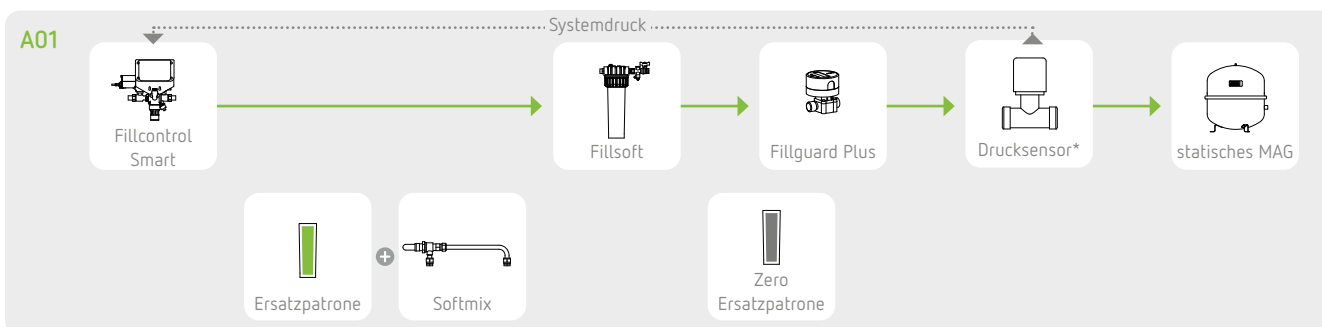 A01
Systemdruck
Fillcontrol
Smart
Fillsoft
Fillguard Plus
Drucksensor*
statisches MAG
Ersatzpatrone
Softmix
Zero
Ersatzpatrone